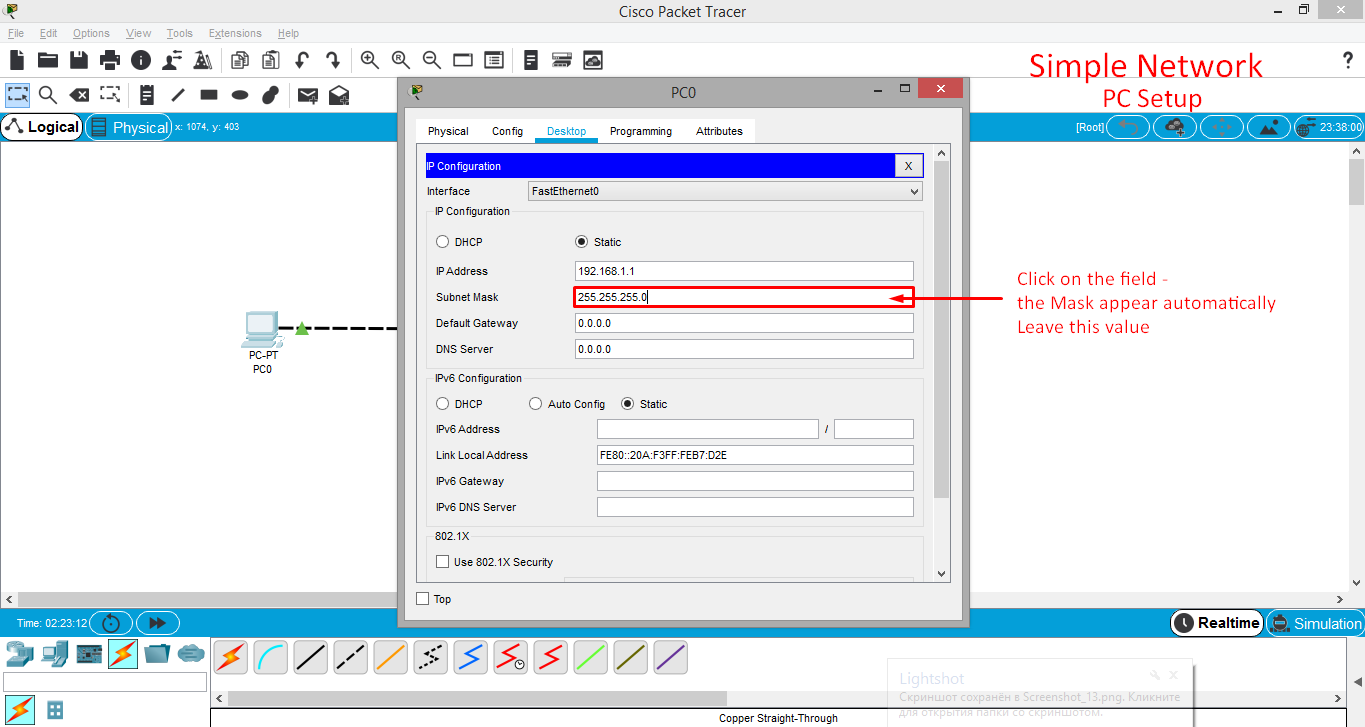 Cisco Packet Tracer
File Edit Options View Tools Extensions Help
Simple Network
PC Setup
?
Logical Physical x: 1074, y: 403
[Root] 23:38:00
PC0
X
Physical Config Desktop Programming Attributes
IP Configuration X
Interface FastEthernet0
IP Configuration
DHCP Static
IP Address 192.168.1.1
Subnet Mask 255.255.255.0
Default Gateway 0.0.0.0
DNS Server 0.0.0.0
Click on the field -
the Mask appear automatically
Leave this value
PC-PT
PC0
IPv6 Configuration
DHCP Auto Config Static
IPv6 Address /
Link Local Address FE80::20A:F3FF:FEB7:D2E
IPv6 Gateway
IPv6 DNS Server
802.1X
Use 802.1X Security
Top
Time: 02:23:12 Realtime Simulation
Lightshot
Скриншот сохранён в Screenshot_13.png. Кликните
для открытия папки со скриншотом.
Copper Straight-Through